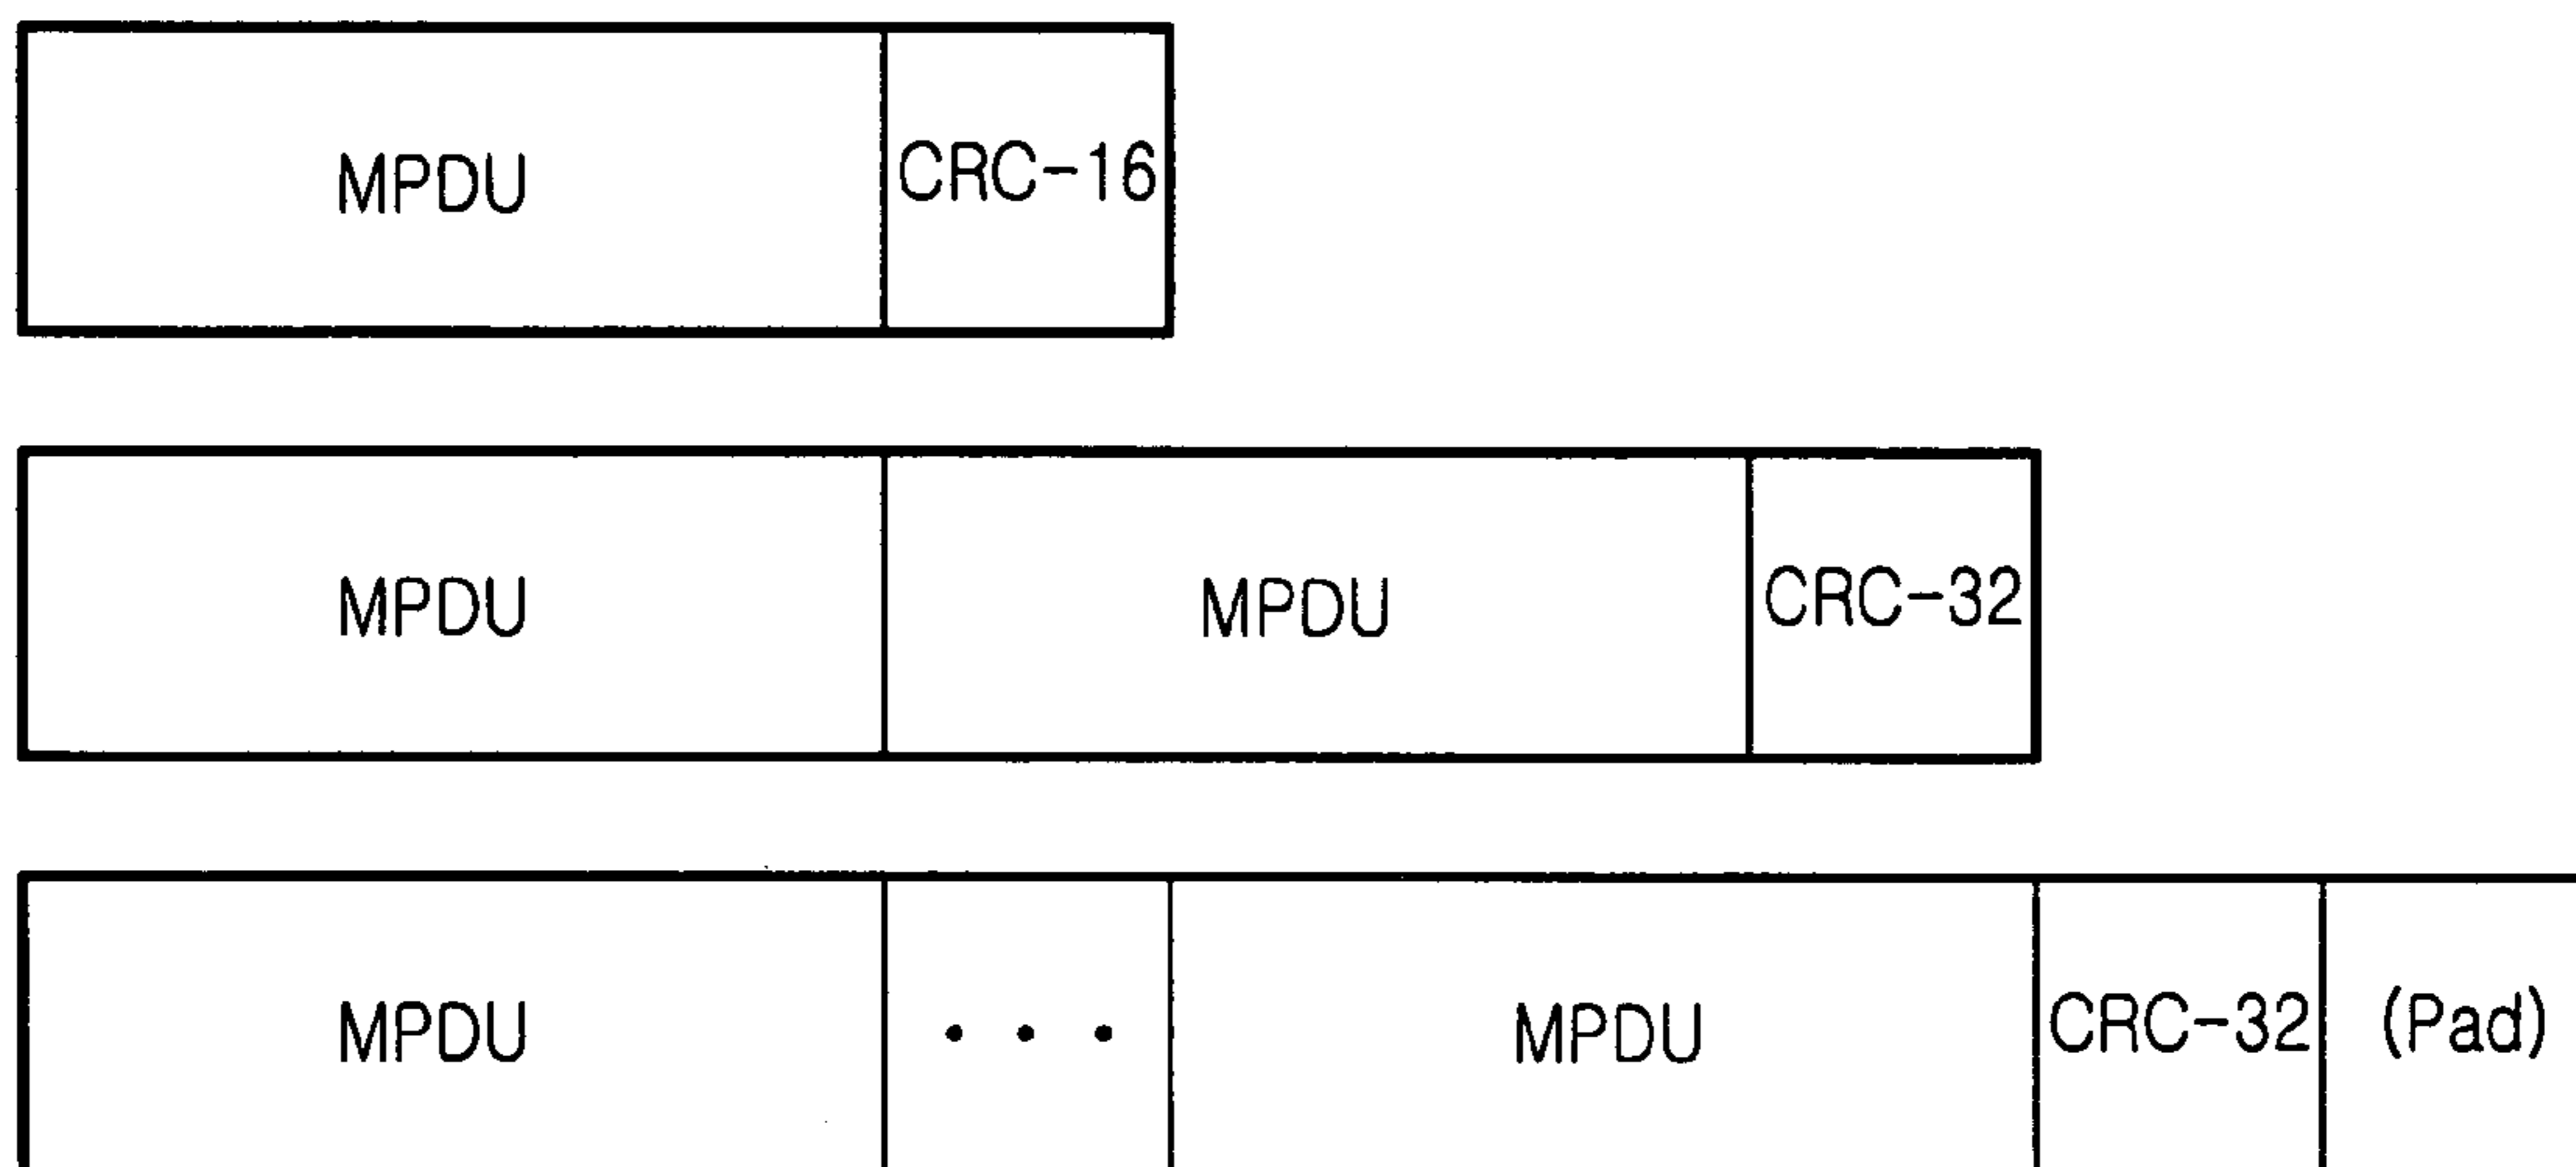 MPDU CRC-16
MPDU MPDU CRC-32
MPDU • • • MPDU CRC-32 (Pad)